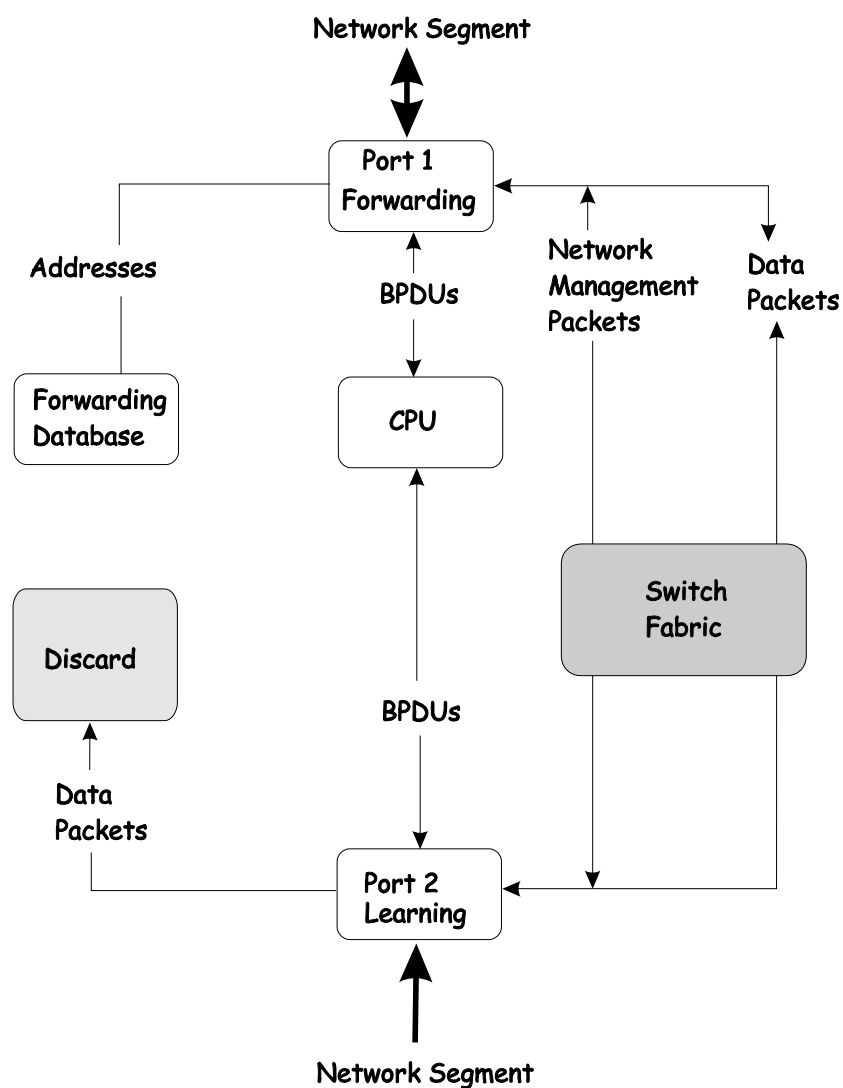 Network Segment
Port 1
Forwarding
Addresses
BPDUs
Network
Management
Packets
Data
Packets
Forwarding
Database
CPU
Switch
Fabric
Discard
BPDUs
Data
Packets
Port 2
Learning
Network Segment